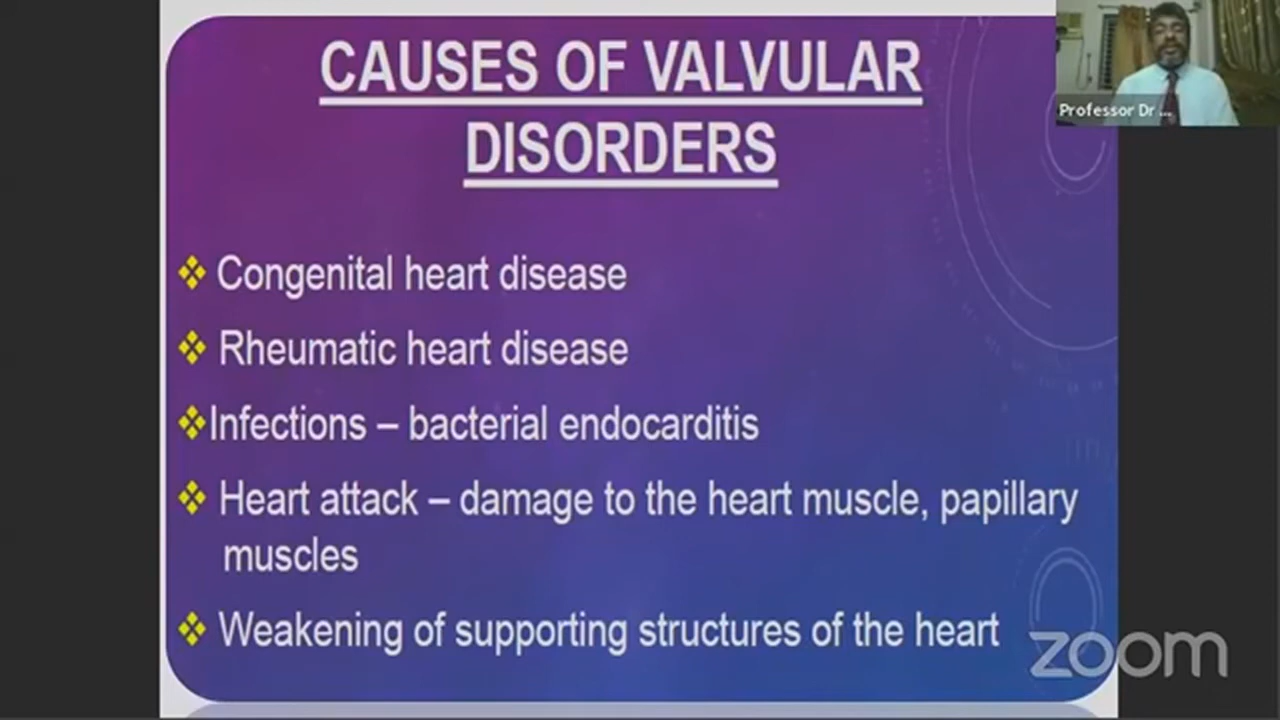 CAUSES OF VALVULAR
DISORDERS
Professor Dr ...
Congenital heart disease
Rheumatic heart disease
Infections – bacterial endocarditis
Heart attack – damage to the heart muscle, papillary
muscles
Weakening of supporting structures of the heart
zoom